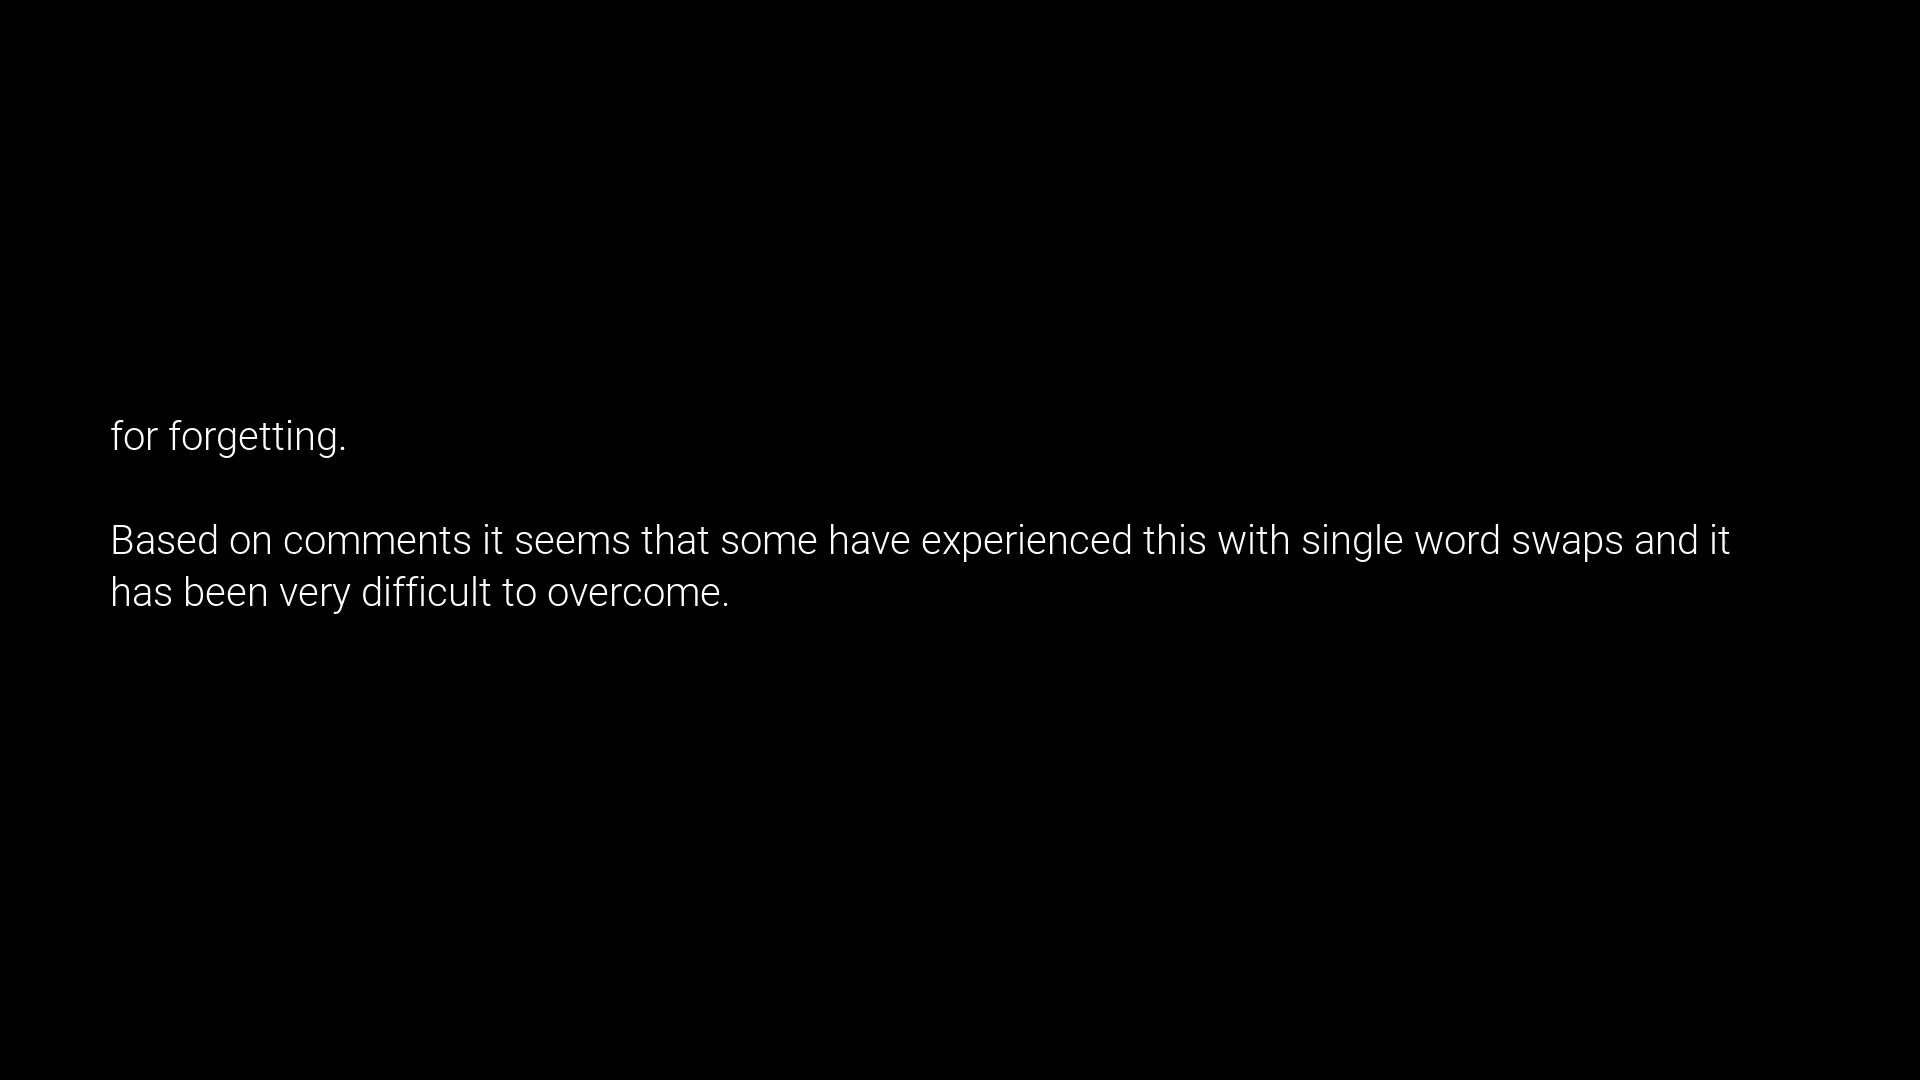 for forgetting.
Based on comments it seems that some have experienced this with single word swaps and it
has been very difficult to overcome.